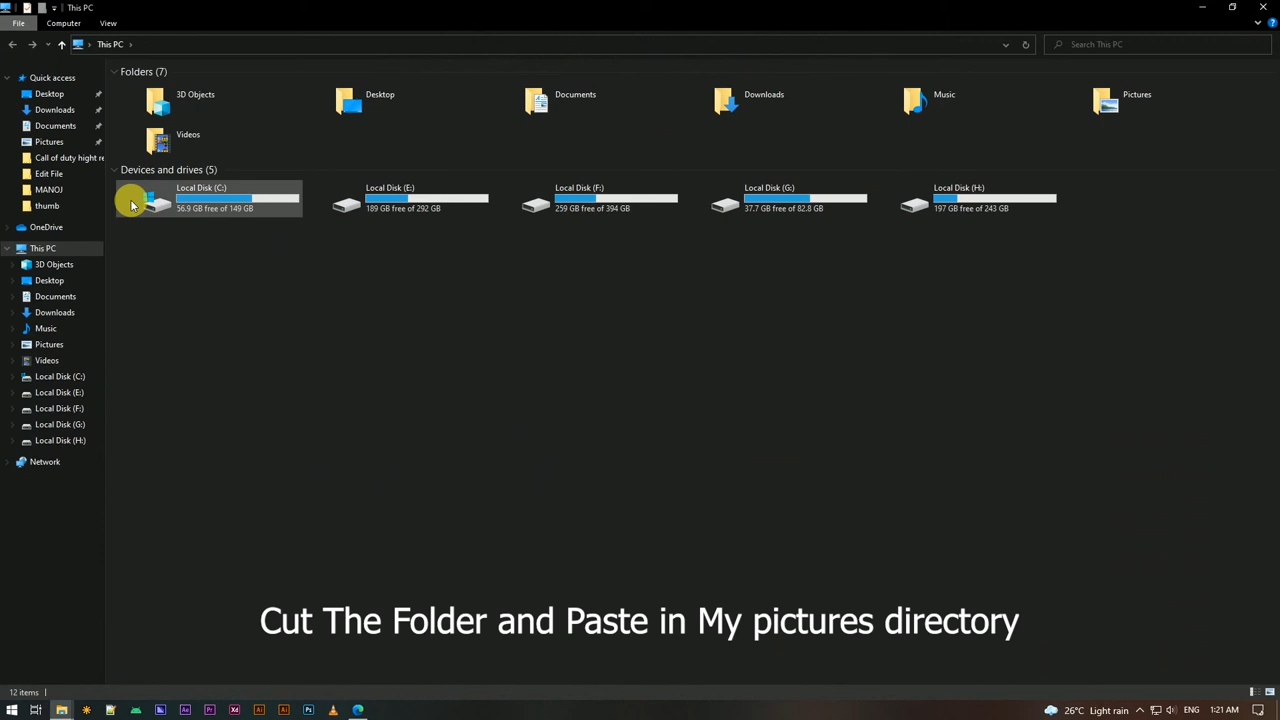 This PC
File
Computer
View
This PC
Search This PC
Quick access
Desktop
Downloads
Documents
Pictures
Call of duty hight re
Edit File
MANOJ
thumb
OneDrive
This PC
3D Objects
Desktop
Documents
Downloads
Music
Pictures
Videos
Local Disk (C:)
Local Disk (E:)
Local Disk (F:)
Local Disk (G:)
Local Disk (H:)
Network
Folders (7)
3D Objects
Desktop
Documents
Downloads
Music
Pictures
Videos
Devices and drives (5)
Local Disk (C:)
56.9 GB free of 149 GB
Local Disk (E:)
189 GB free of 292 GB
Local Disk (F:)
259 GB free of 394 GB
Local Disk (G:)
37.7 GB free of 82.8 GB
Local Disk (H:)
197 GB free of 243 GB
Cut The Folder and Paste in My pictures directory
12 items
Ae
Pr
Xd
Ai
Ai
Ps
26°C Light rain
ENG
1:21 AM